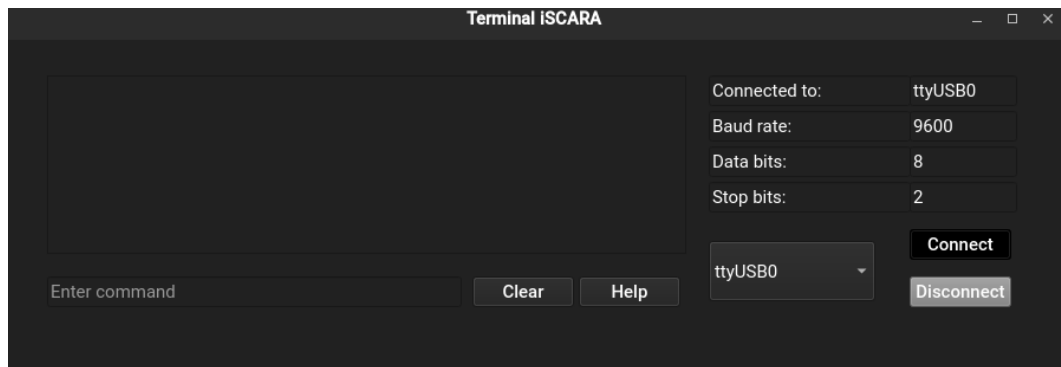 Terminal iSCARA
Connected to: ttyUSB0
Baud rate: 9600
Data bits: 8
Stop bits: 2
Connect
ttyUSB0
Enter command Clear Help Disconnect